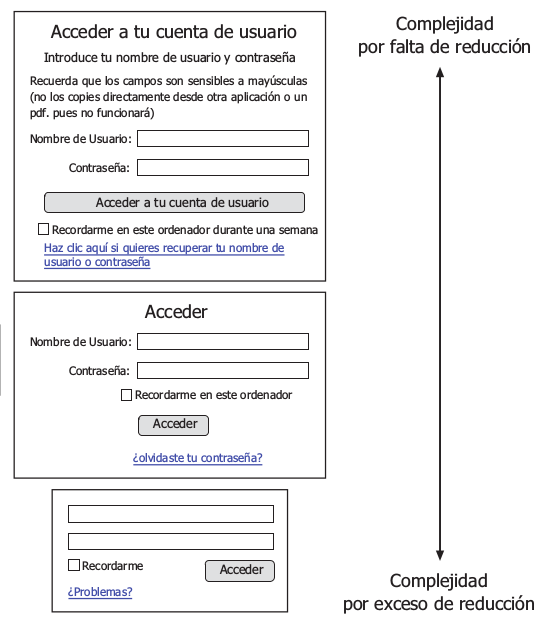 Acceder a tu cuenta de usuario
Introduce tu nombre de usuario y contraseña
Recuerda que los campos son sensibles a mayúsculas
(no los copies directamente desde otra aplicación o un
pdf. pues no funcionará)
Nombre de Usuario:
Contraseña:
Acceder a tu cuenta de usuario
Recordarme en este ordenador durante una semana
Haz clic aquí si quieres recuperar tu nombre de
usuario o contraseña
Acceder
Nombre de Usuario:
Contraseña:
Recordarme en este ordenador
Acceder
¿olvidaste tu contraseña?
Recordarme
Acceder
¿Problemas?
Complejidad
por falta de reducción
Complejidad
por exceso de reducción